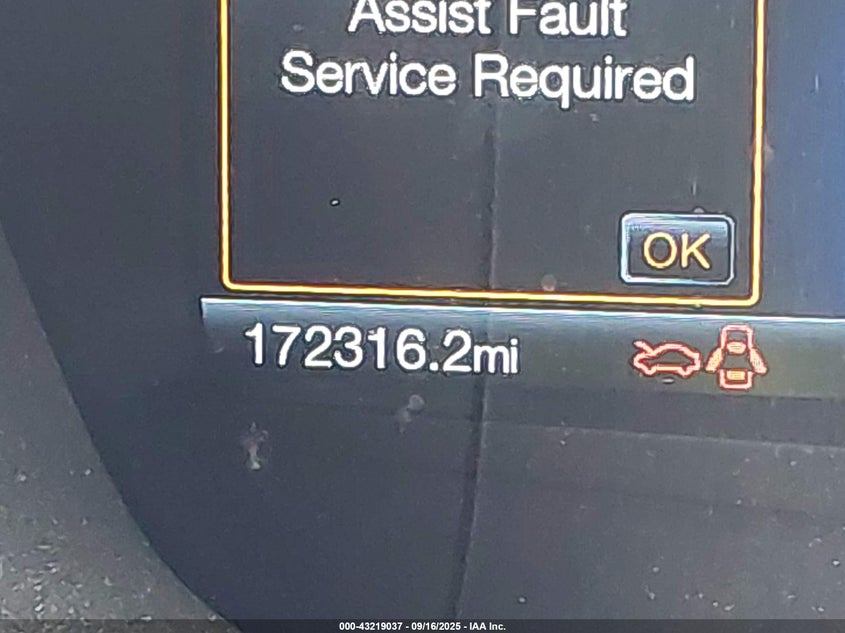 Assist Fault
Service Required
OK
172316.2mi
000-43219037 - 09/16/2025 - IAA Inc.